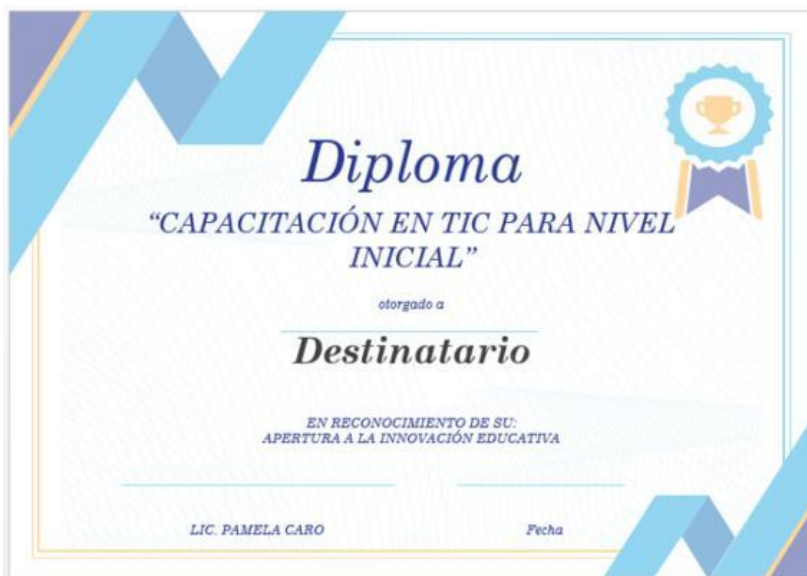 Diploma
“CAPACITACIÓN EN TIC PARA NIVEL
INICIAL”
otorgado a
Destinatario
EN RECONOCIMIENTO DE SU:
APERTURA A LA INNOVACIÓN EDUCATIVA
LIC. PAMELA CARO Fecha